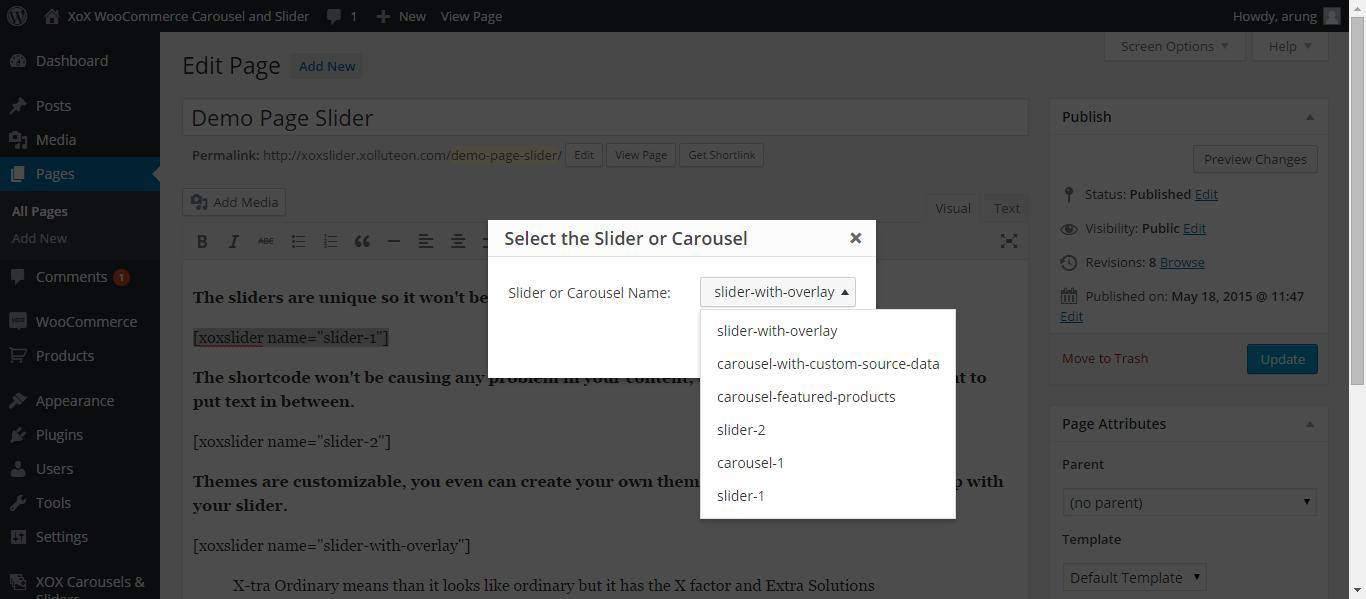 XoX WooCommerce Carousel and Slider 1 New View Page Howdy, arung
Dashboard
Posts
Media
Pages
All Pages
Add New
Comments 1
WooCommerce
Products
Appearance
Plugins
Users
Tools
Settings
XOX Carousels &
Sliders
Screen Options Help
Edit Page Add New
Demo Page Slider
Permalink: http://xoxslider.xolluteon.com/demo-page-slider/ Edit View Page Get Shortlink
Add Media
Visual Text
B I ABC
The sliders are unique so it won't be
[xoxslider name="slider-1"]
The shortcode won't be causing any problem in your content,
put text in between.
[xoxslider name="slider-2"]
Themes are customizable, you even can create your own them
p with
your slider.
[xoxslider name="slider-with-overlay"]
X-tra Ordinary means than it looks like ordinary but it has the X factor and Extra Solutions
Select the Slider or Carousel
Slider or Carousel Name: slider-with-overlay
slider-with-overlay
carousel-with-custom-source-data
carousel-featured-products
slider-2
carousel-1
slider-1
Publish
Preview Changes
Status: Published Edit
Visibility: Public Edit
Revisions: 8 Browse
Published on: May 18, 2015 @ 11:47
Edit
Move to Trash Update
Page Attributes
Parent
(no parent)
Template
Default Template